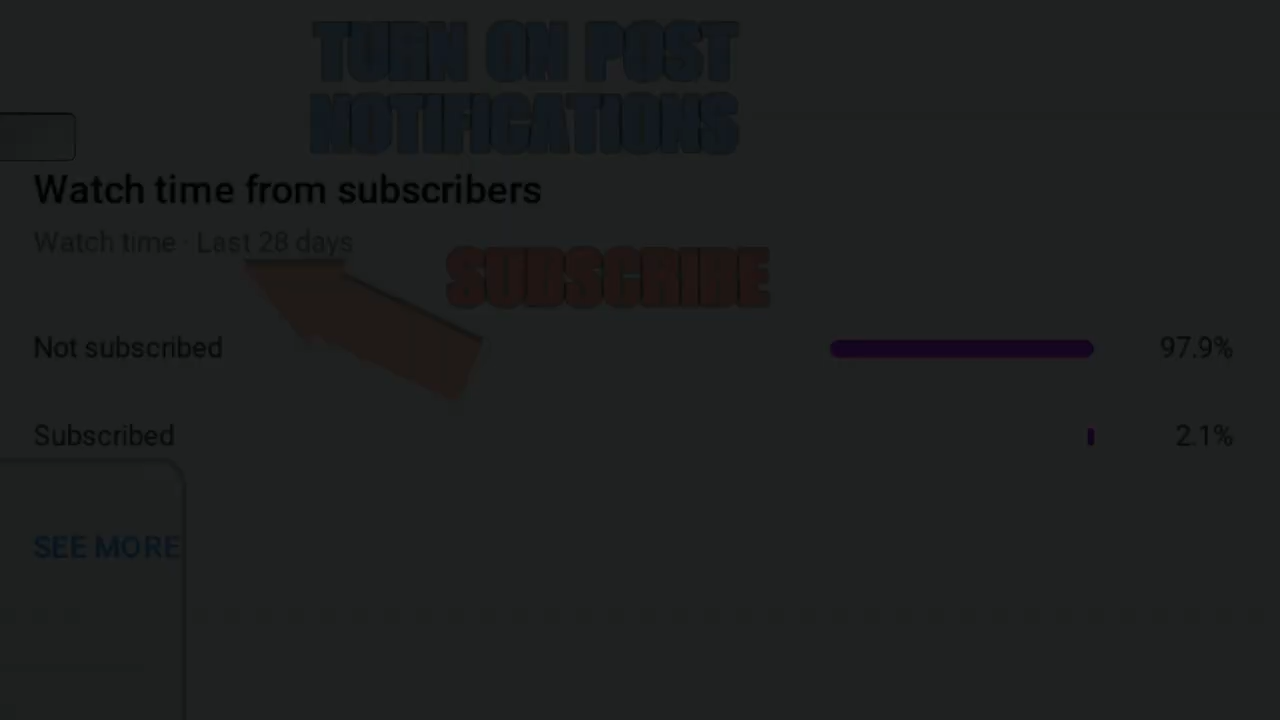 TURN ON POST
NOTIFICATIONS
Watch time from subscribers
Watch time · Last 28 days
SUBSCRIBE
Not subscribed 97.9%
Subscribed 2.1%
SEE MORE